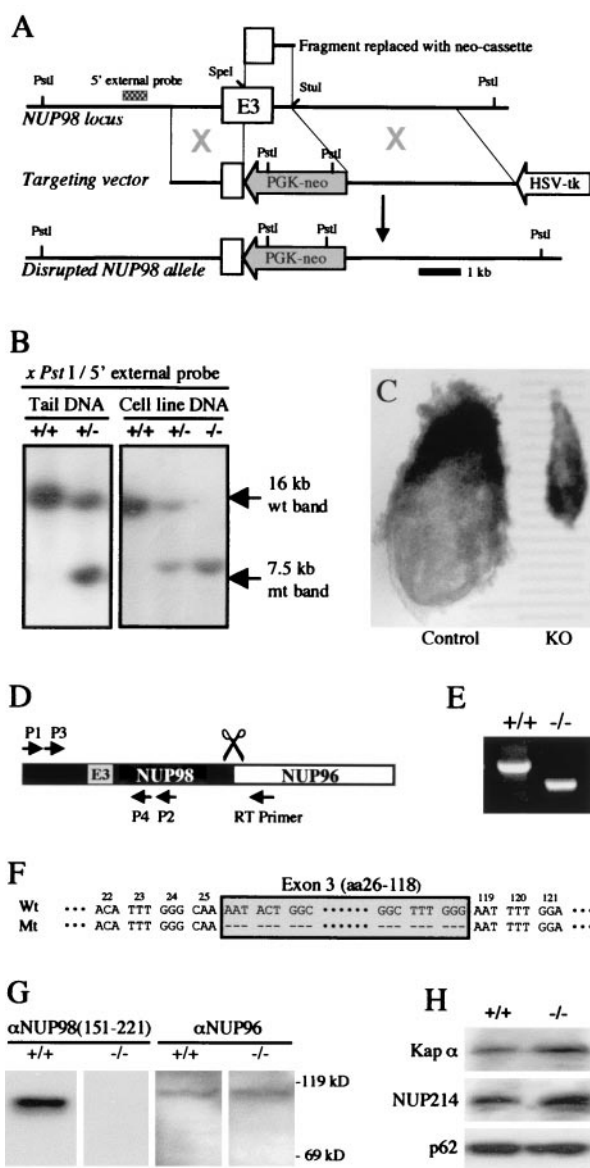 A
Fragment replaced with neo-cassette
SpeI
PstI
5' external probe
StuI
PstI
E3
NUP98 locus
X
X
PstI
PstI
Targeting vector
PGK-neo
HSV-tk
PstI
PstI
PstI
PstI
PGK-neo
Disrupted NUP98 allele
1 kb
B
x Pst I / 5' external probe
Tail DNA
Cell line DNA
+/+
+/-
+/+
+/-
-/-
16 kb
wt band
7.5 kb
mt band
C
Control
KO
D
P1
P3
E3
NUP98
NUP96
P4
P2
RT Primer
E
+/+
-/-
F
Exon 3 (aa26-118)
22 23 24 25
119 120 121
Wt ••• ACA TTT GGG CAA AAT ACT GGC •••••• GGC TTT GGG AAT TTT GGA •••
Mt ••• ACA TTT GGG CAA --- --- --- •••••• --- --- --- AAT TTT GGA •••
G
αNUP98(151-221)
αNUP96
+/+
-/-
+/+
-/-
-119 kD
- 69 kD
H
+/+
-/-
Kap α
NUP214
p62